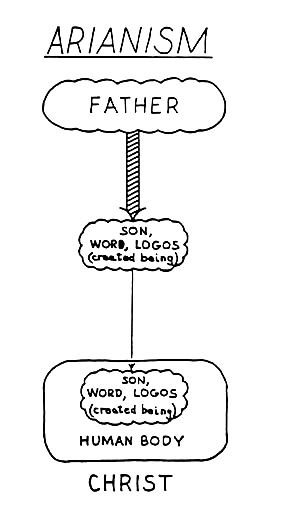 ARIANISM
FATHER
SON,
WORD, LOGOS
(created being)
SON,
WORD, LOGOS
(created being)
HUMAN BODY
CHRIST